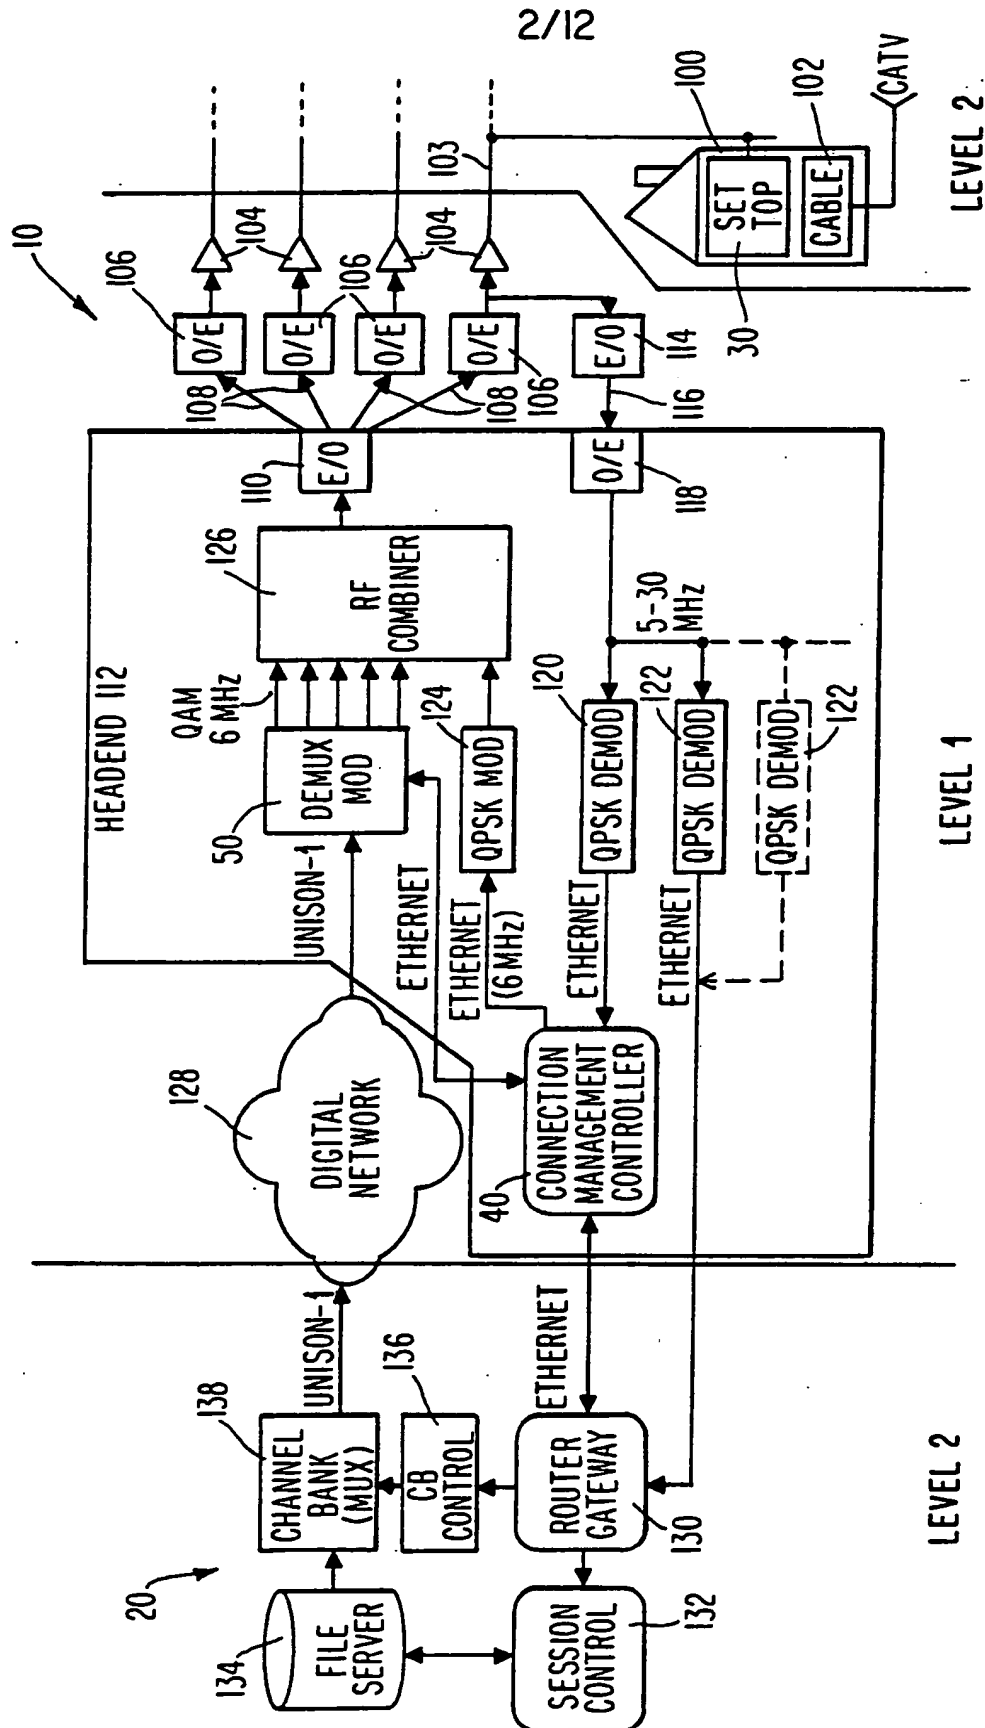 2/12
10
106
O/E
O/E
106
O/E
O/E
106
104
104
103
108
108
E/O
114
116
SET
TOP
30
CABLE
100
102
CATV
LEVEL 2
HEADEND 112
110
E/O
126
RF
COMBINER
QAM
6 MHz
DEMUX
MOD
50
124
QPSK MOD
O/E
118
5-30
MHz
120
QPSK DEMOD
122
QPSK DEMOD
QPSK DEMOD
122
UNISON-1
ETHERNET
ETHERNET
(6MHz)
ETHERNET
ETHERNET
128
DIGITAL
NETWORK
40
CONNECTION
MANAGEMENT
CONTROLLER
LEVEL 1
20
138
CHANNEL
BANK
(MUX)
UNISON-1
136
CB
CONTROL
ETHERNET
ROUTER
GATEWAY
130
134
FILE
SERVER
SESSION
CONTROL
132
LEVEL 2